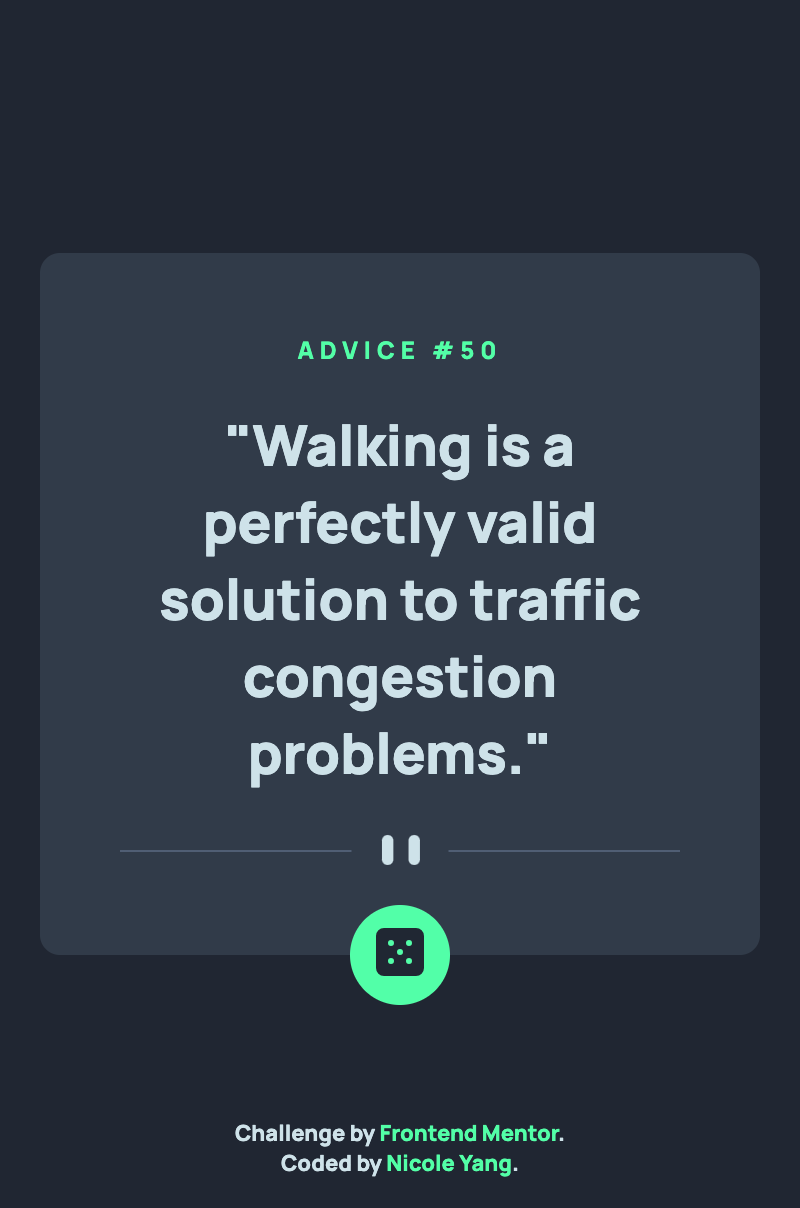 ADVICE #50
"Walking is a
perfectly valid
solution to traffic
congestion
problems."
Challenge by Frontend Mentor.
Coded by Nicole Yang.